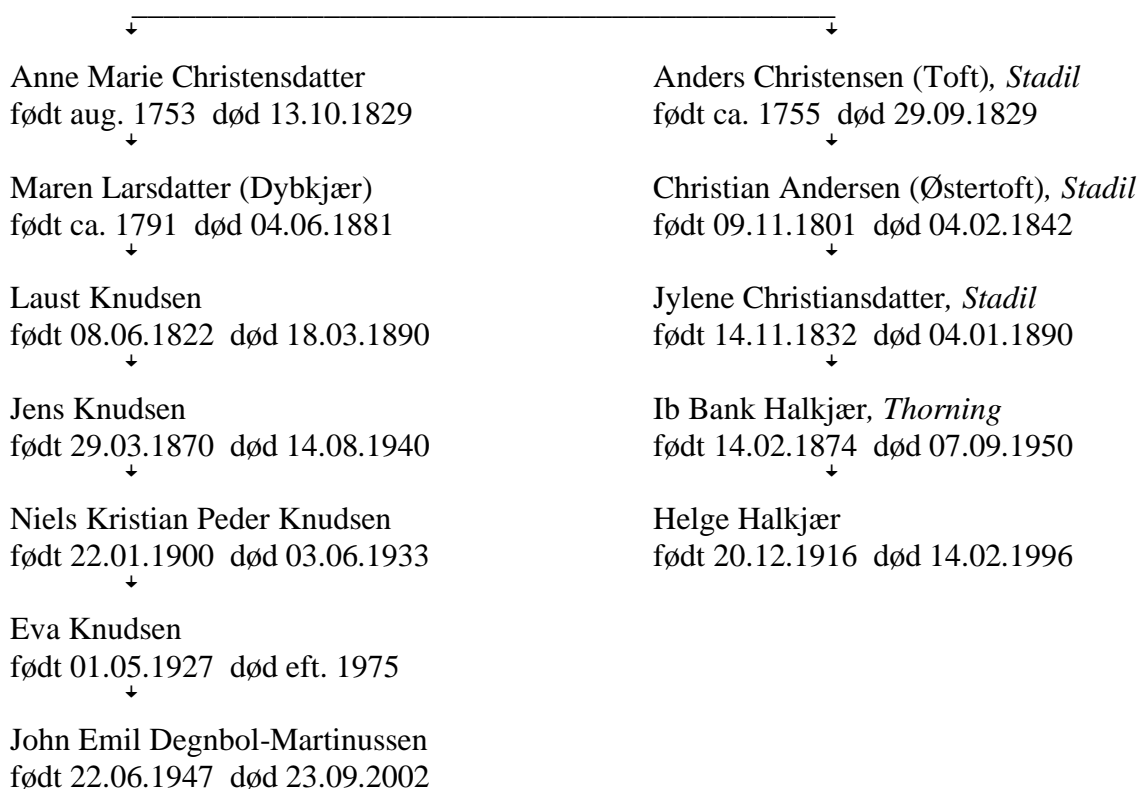 Anne Marie Christensdatter
født aug. 1753 død 13.10.1829
Maren Larsdatter (Dybkjær)
født ca. 1791 død 04.06.1881
Laust Knudsen
født 08.06.1822 død 18.03.1890
Jens Knudsen
født 29.03.1870 død 14.08.1940
Niels Kristian Peder Knudsen
født 22.01.1900 død 03.06.1933
Eva Knudsen
født 01.05.1927 død eft. 1975
John Emil Degnbol-Martinussen
født 22.06.1947 død 23.09.2002
Anders Christensen (Toft), Stadil
født ca. 1755 død 29.09.1829
Christian Andersen (Østertoft), Stadil
født 09.11.1801 død 04.02.1842
Jylene Christiansdatter, Stadil
født 14.11.1832 død 04.01.1890
Ib Bank Halkjær, Thorning
født 14.02.1874 død 07.09.1950
Helge Halkjær
født 20.12.1916 død 14.02.1996